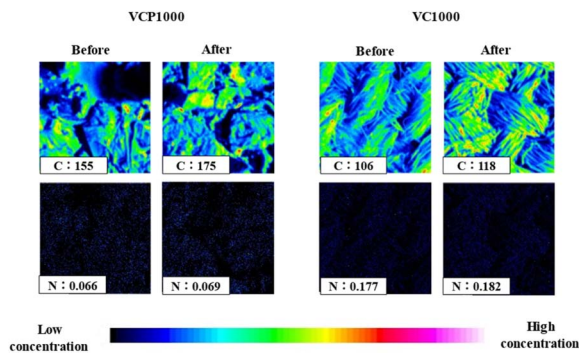 VCP1000 VC1000
Before After Before After
C：155 C：175 C：106 C：118
N：0.066 N：0.069 N：0.177 N：0.182
Low concentration High concentration